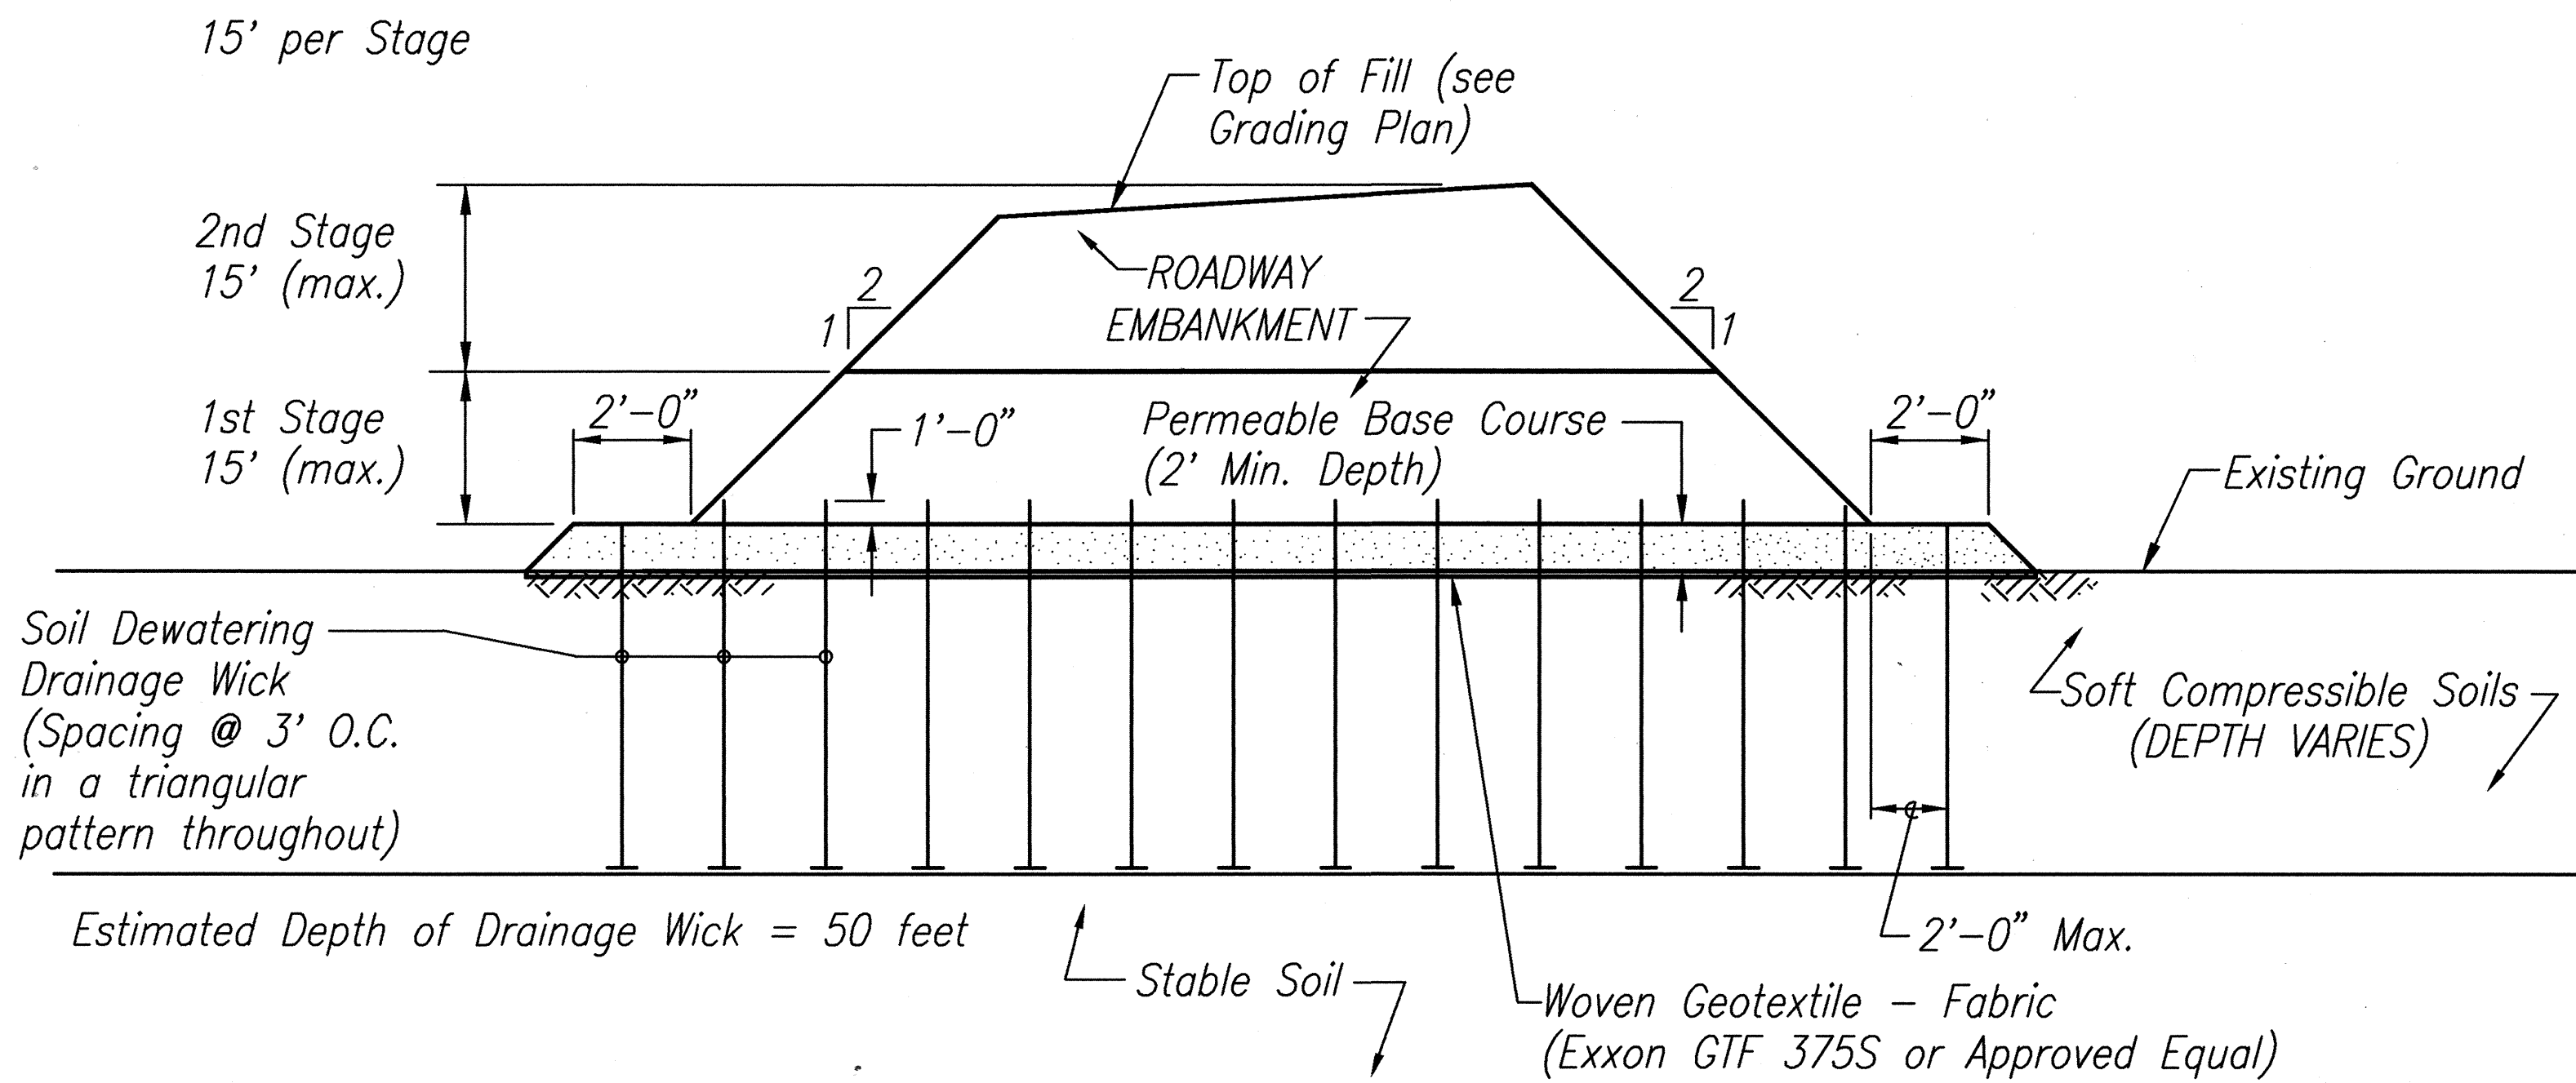 15' per Stage
Top of Fill (see
Grading Plan)
2nd Stage
15' (max.)
2
1
ROADWAY
EMBANKMENT
2
1
1st Stage
15' (max.)
2'-0"
1'-0"
Permeable Base Course
(2' Min. Depth)
2'-0"
Existing Ground
Soil Dewatering
Drainage Wick
(Spacing @ 3' O.C.
in a triangular
pattern throughout)
Soft Compressible Soils
(DEPTH VARIES)
Estimated Depth of Drainage Wick = 50 feet
2'-0" Max.
Stable Soil
Woven Geotextile - Fabric
(Exxon GTF 375S or Approved Equal)